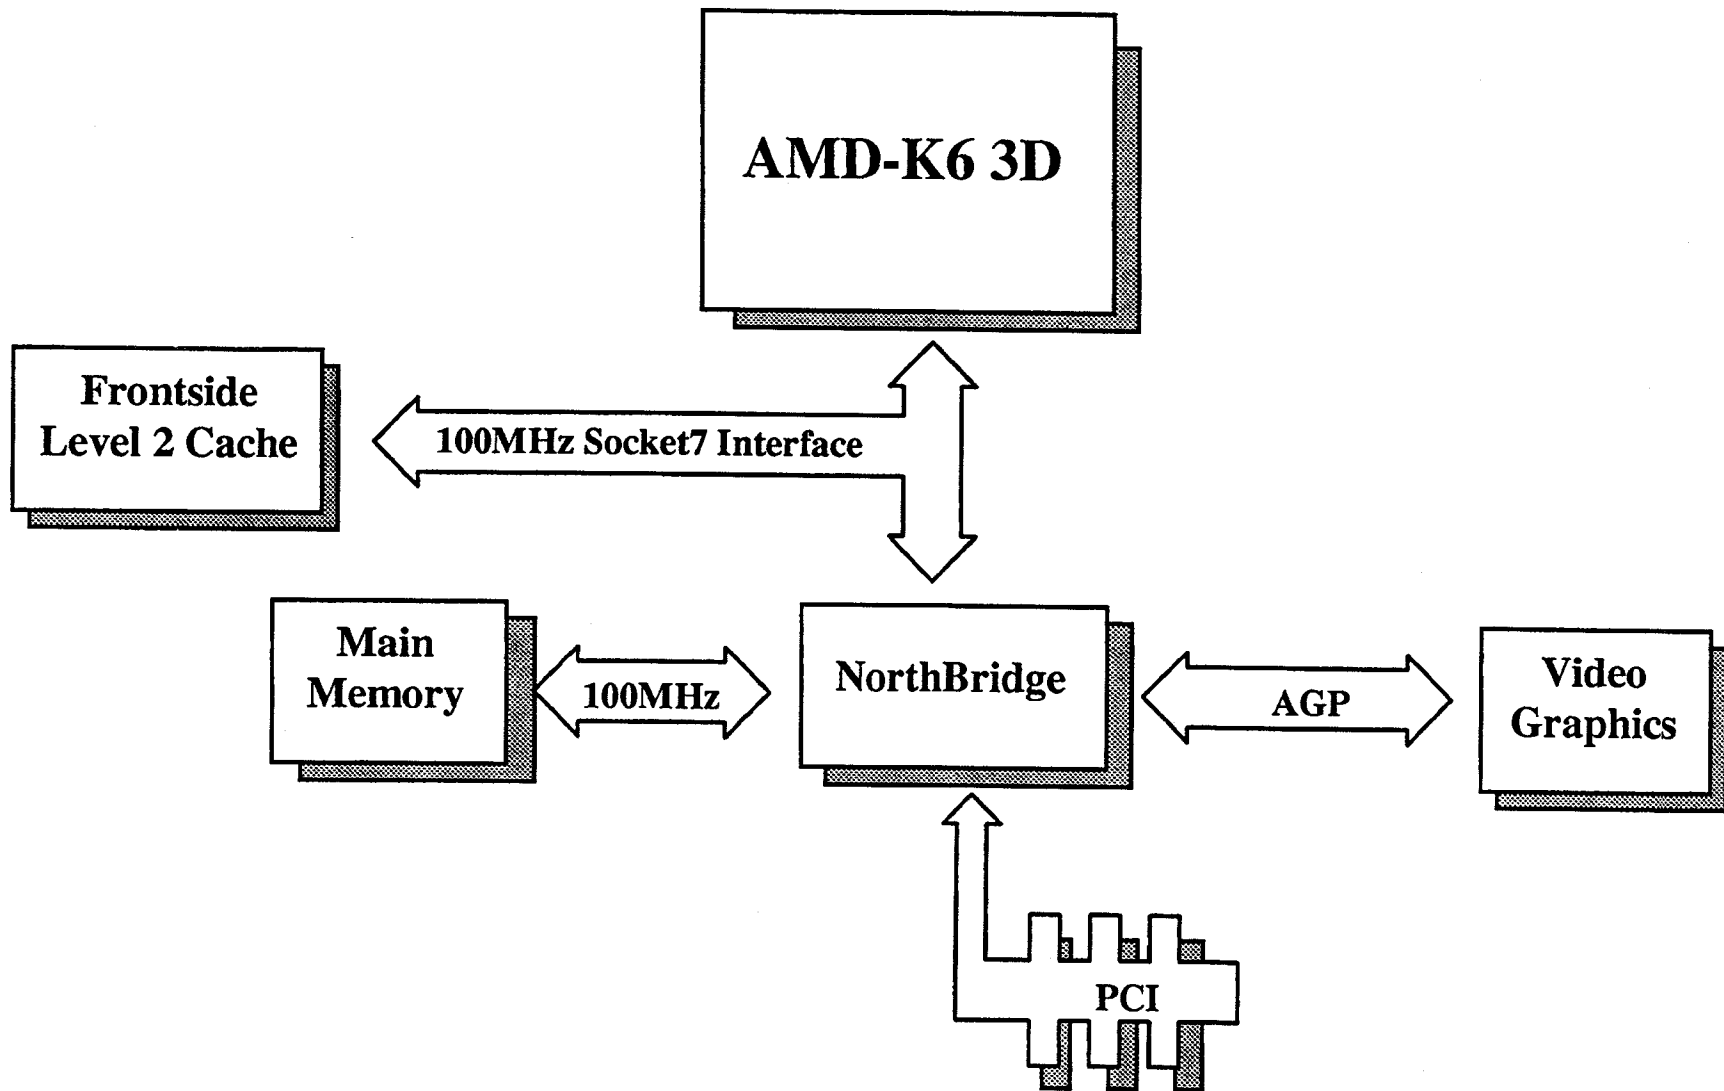 AMD-K6 3D
Frontside
Level 2 Cache
100MHz Socket7 Interface
Main
Memory
100MHz
NorthBridge
AGP
Video
Graphics
PCI